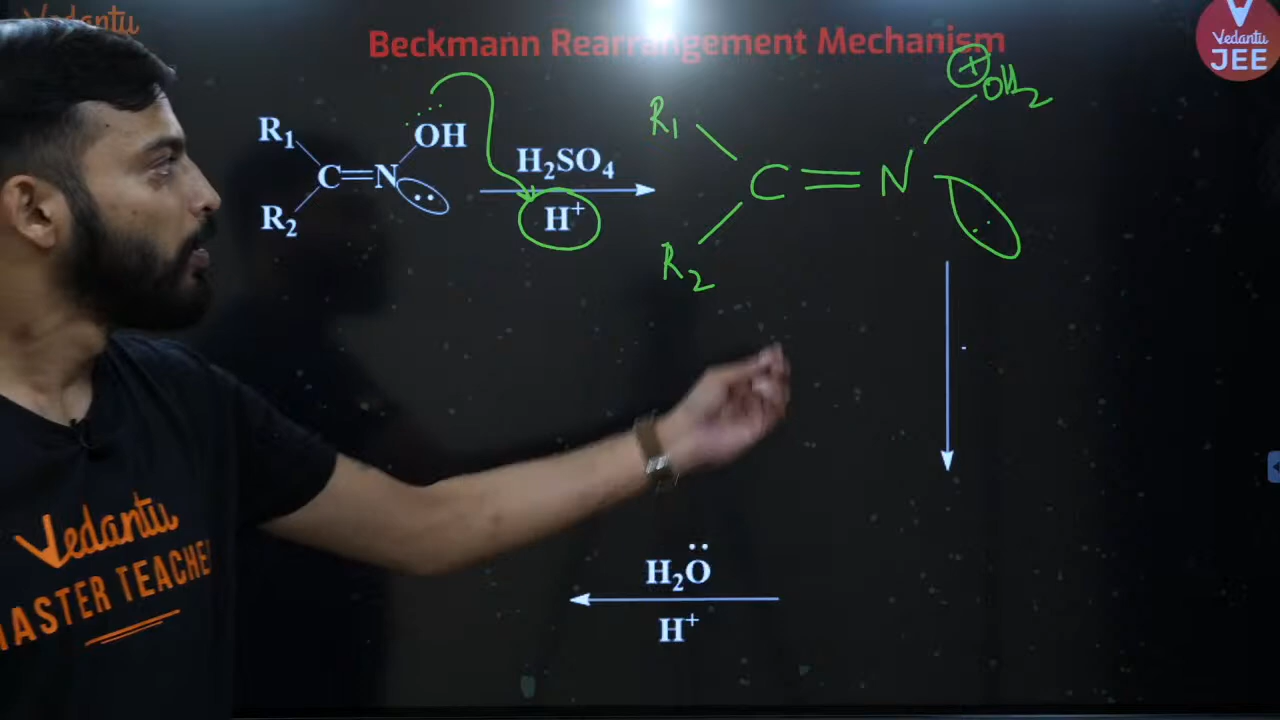 Vedantu
Beckmann Rearrangement Mechanism
Vedantu
JEE
R₁
R₂
C=N
OH
H₂SO₄
H⁺
R₁
R₂
C=N
⊕
OH₂
H₂Ö
H⁺
Vedantu
MASTER TEACHER